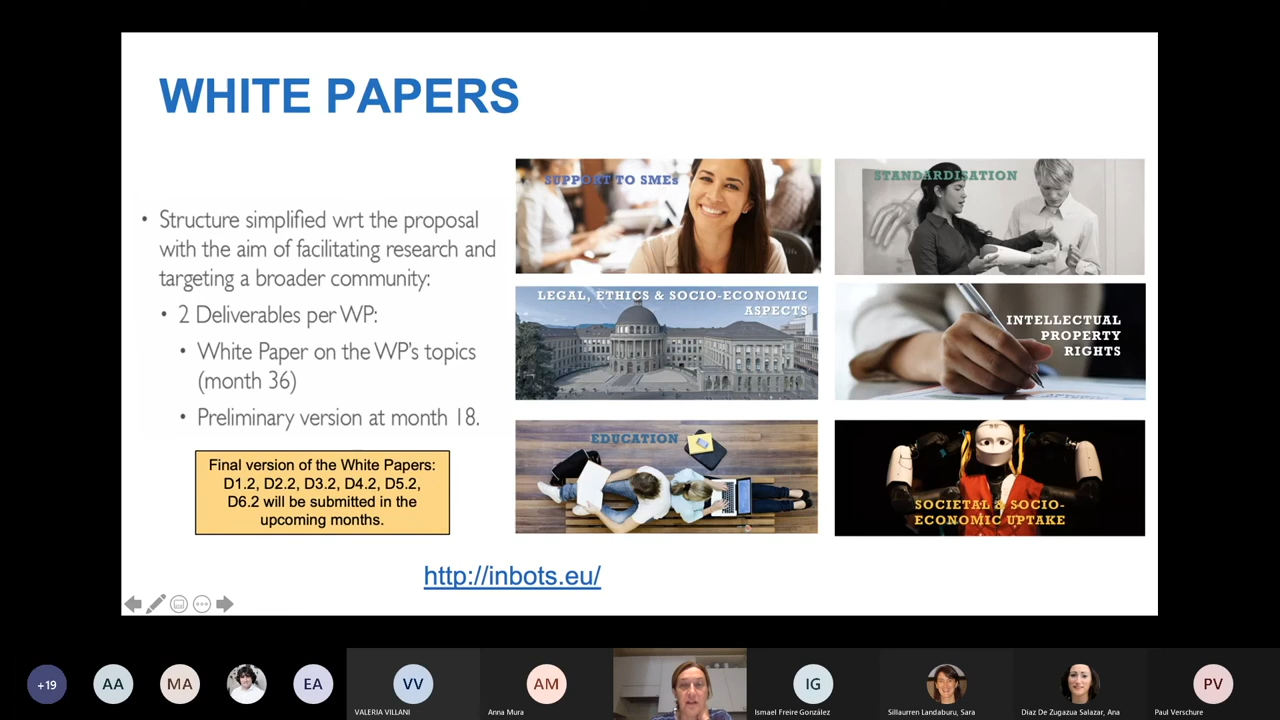 WHITE PAPERS
• Structure simplified wrt the proposal
with the aim of facilitating research and
targeting a broader community:
• 2 Deliverables per WP:
• White Paper on the WP's topics
(month 36)
• Preliminary version at month 18.
Final version of the White Papers:
D1.2, D2.2, D3.2, D4.2, D5.2,
D6.2 will be submitted in the
upcoming months.
SUPPORT TO SMEs
STANDARDISATION
LEGAL, ETHICS & SOCIO-ECONOMIC
ASPECTS
INTELLECTUAL
PROPERTY
RIGHTS
EDUCATION
SOCIETAL & SOCIO-
ECONOMIC UPTAKE
http://inbots.eu/
+19
AA
MA
EA
VV
VALERIA VILLANI
AM
Anna Mura
IG
Ismael Freire González
Sillaurren Landaburu, Sara
Díaz De Zugazua Salazar, Ana
PV
Paul Verschure